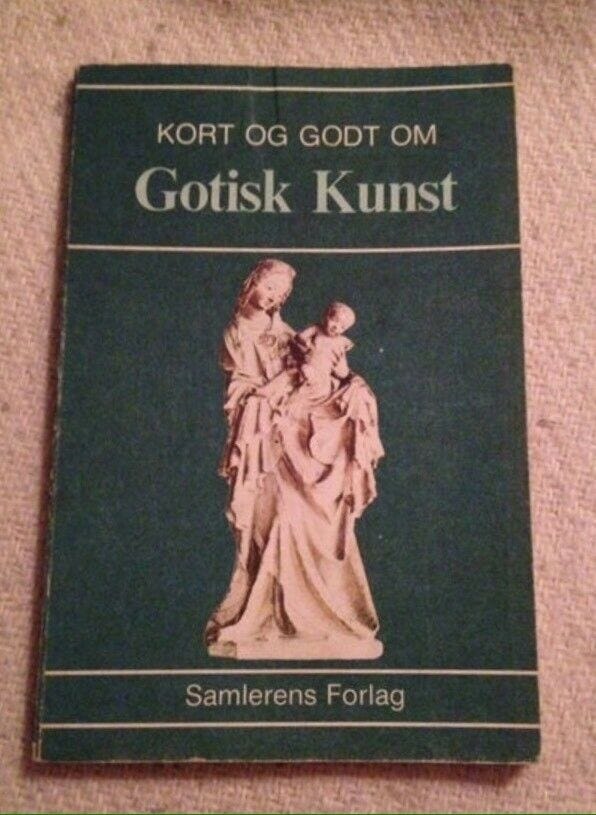 KORT OG GODT OM
Gotisk Kunst
Samlerens Forlag